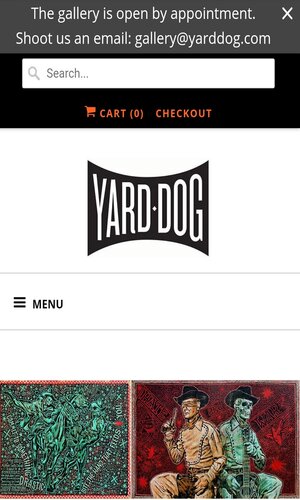 The gallery is open by appointment.
Shoot us an email: gallery@yarddog.com
Search...
CART (0) CHECKOUT
YARD·DOG
MENU